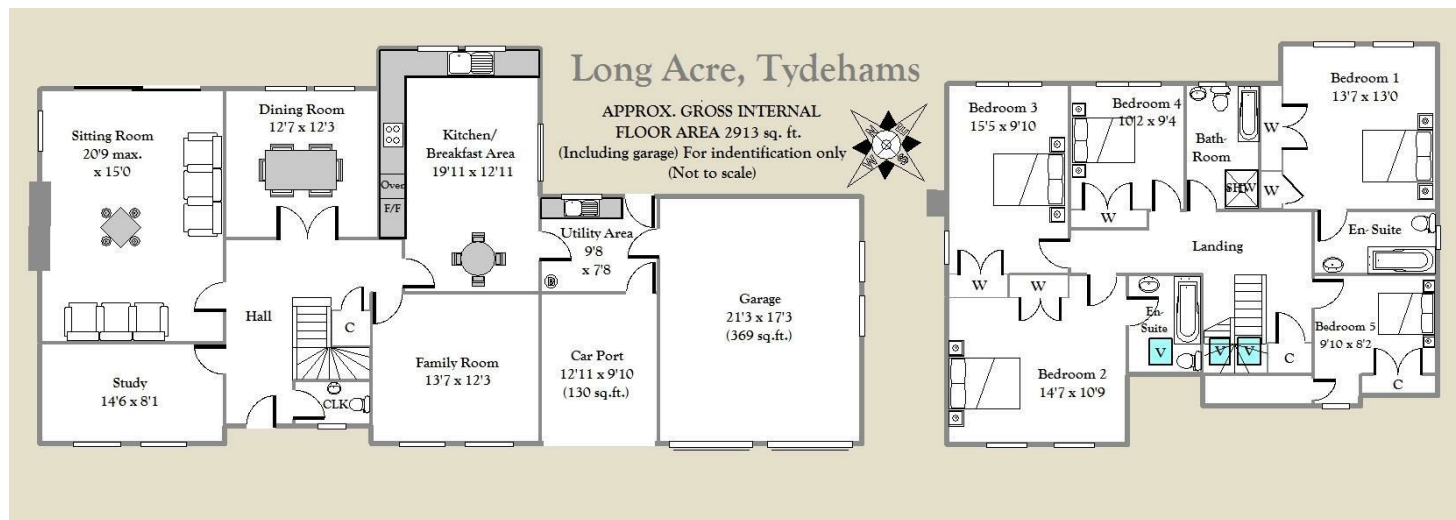 Long Acre, Tydehams
APPROX. GROSS INTERNAL
FLOOR AREA 2913 sq. ft.
(Including garage) For indentification only
(Not to scale)
Sitting Room
20'9 max.
x 15'0
Dining Room
12'7 x 12'3
Kitchen/
Breakfast Area
19'11 x 12'11
Oven
F/F
Utility Area
9'8
x 7'8
B
Garage
21'3 x 17'3
(369 sq.ft.)
Hall
C
Study
14'6 x 8'1
CLK
Family Room
13'7 x 12'3
Car Port
12'11 x 9'10
(130 sq.ft.)
Bedroom 3
15'5 x 9'10
Bedroom 4
10'2 x 9'4
Bath-
Room
Bedroom 1
13'7 x 13'0
W
W
W
Landing
En-Suite
W
W
En-
Suite
V
V
V
Bedroom 2
14'7 x 10'9
Bedroom 5
9'10 x 8'2
C
C